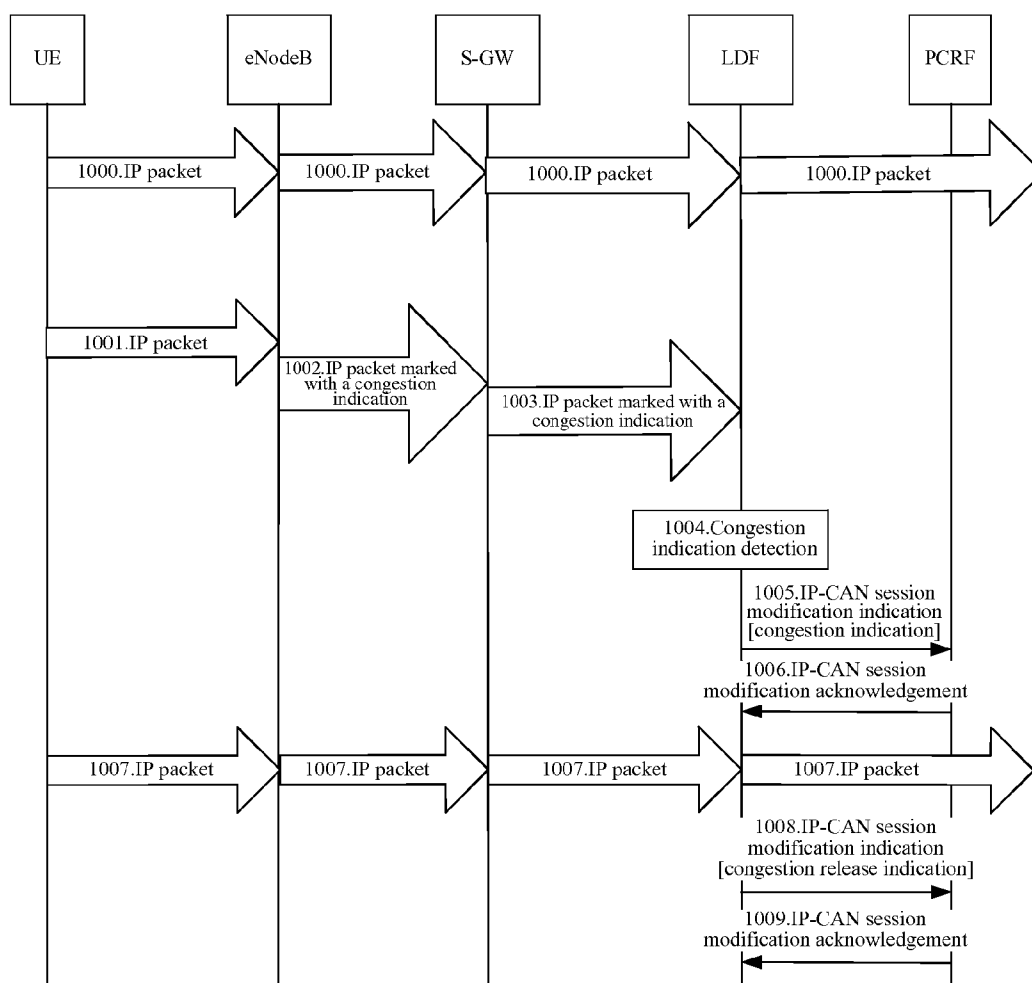 UE
eNodeB
S-GW
LDF
PCRF
1000.IP packet
1000.IP packet
1000.IP packet
1000.IP packet
1001.IP packet
1002.IP packet marked
with a congestion
indication
1003.IP packet marked with a
congestion indication
1004.Congestion
indication detection
1005.IP-CAN session
modification indication
[congestion indication]
1006.IP-CAN session
modification acknowledgement
1007.IP packet
1007.IP packet
1007.IP packet
1007.IP packet
1008.IP-CAN session
modification indication
[congestion release indication]
1009.IP-CAN session
modification acknowledgement